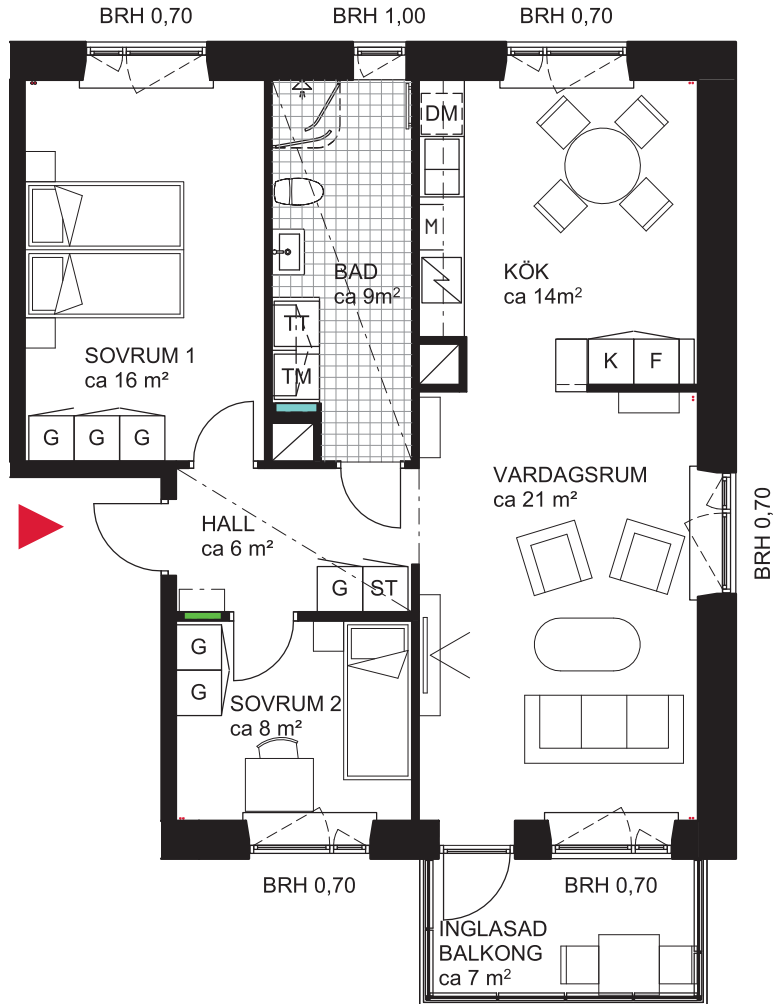 BRH 0,70
BRH 1,00
BRH 0,70
DM
M
BAD
ca 9m²
KÖK
ca 14m²
TT
TM
SOVRUM 1
ca 16 m²
K
F
G
G
G
VARDAGSRUM
ca 21 m²
BRH 0,70
HALL
ca 6 m²
G
ST
G
G
SOVRUM 2
ca 8 m²
BRH 0,70
BRH 0,70
INGLASAD
BALKONG
ca 7 m²